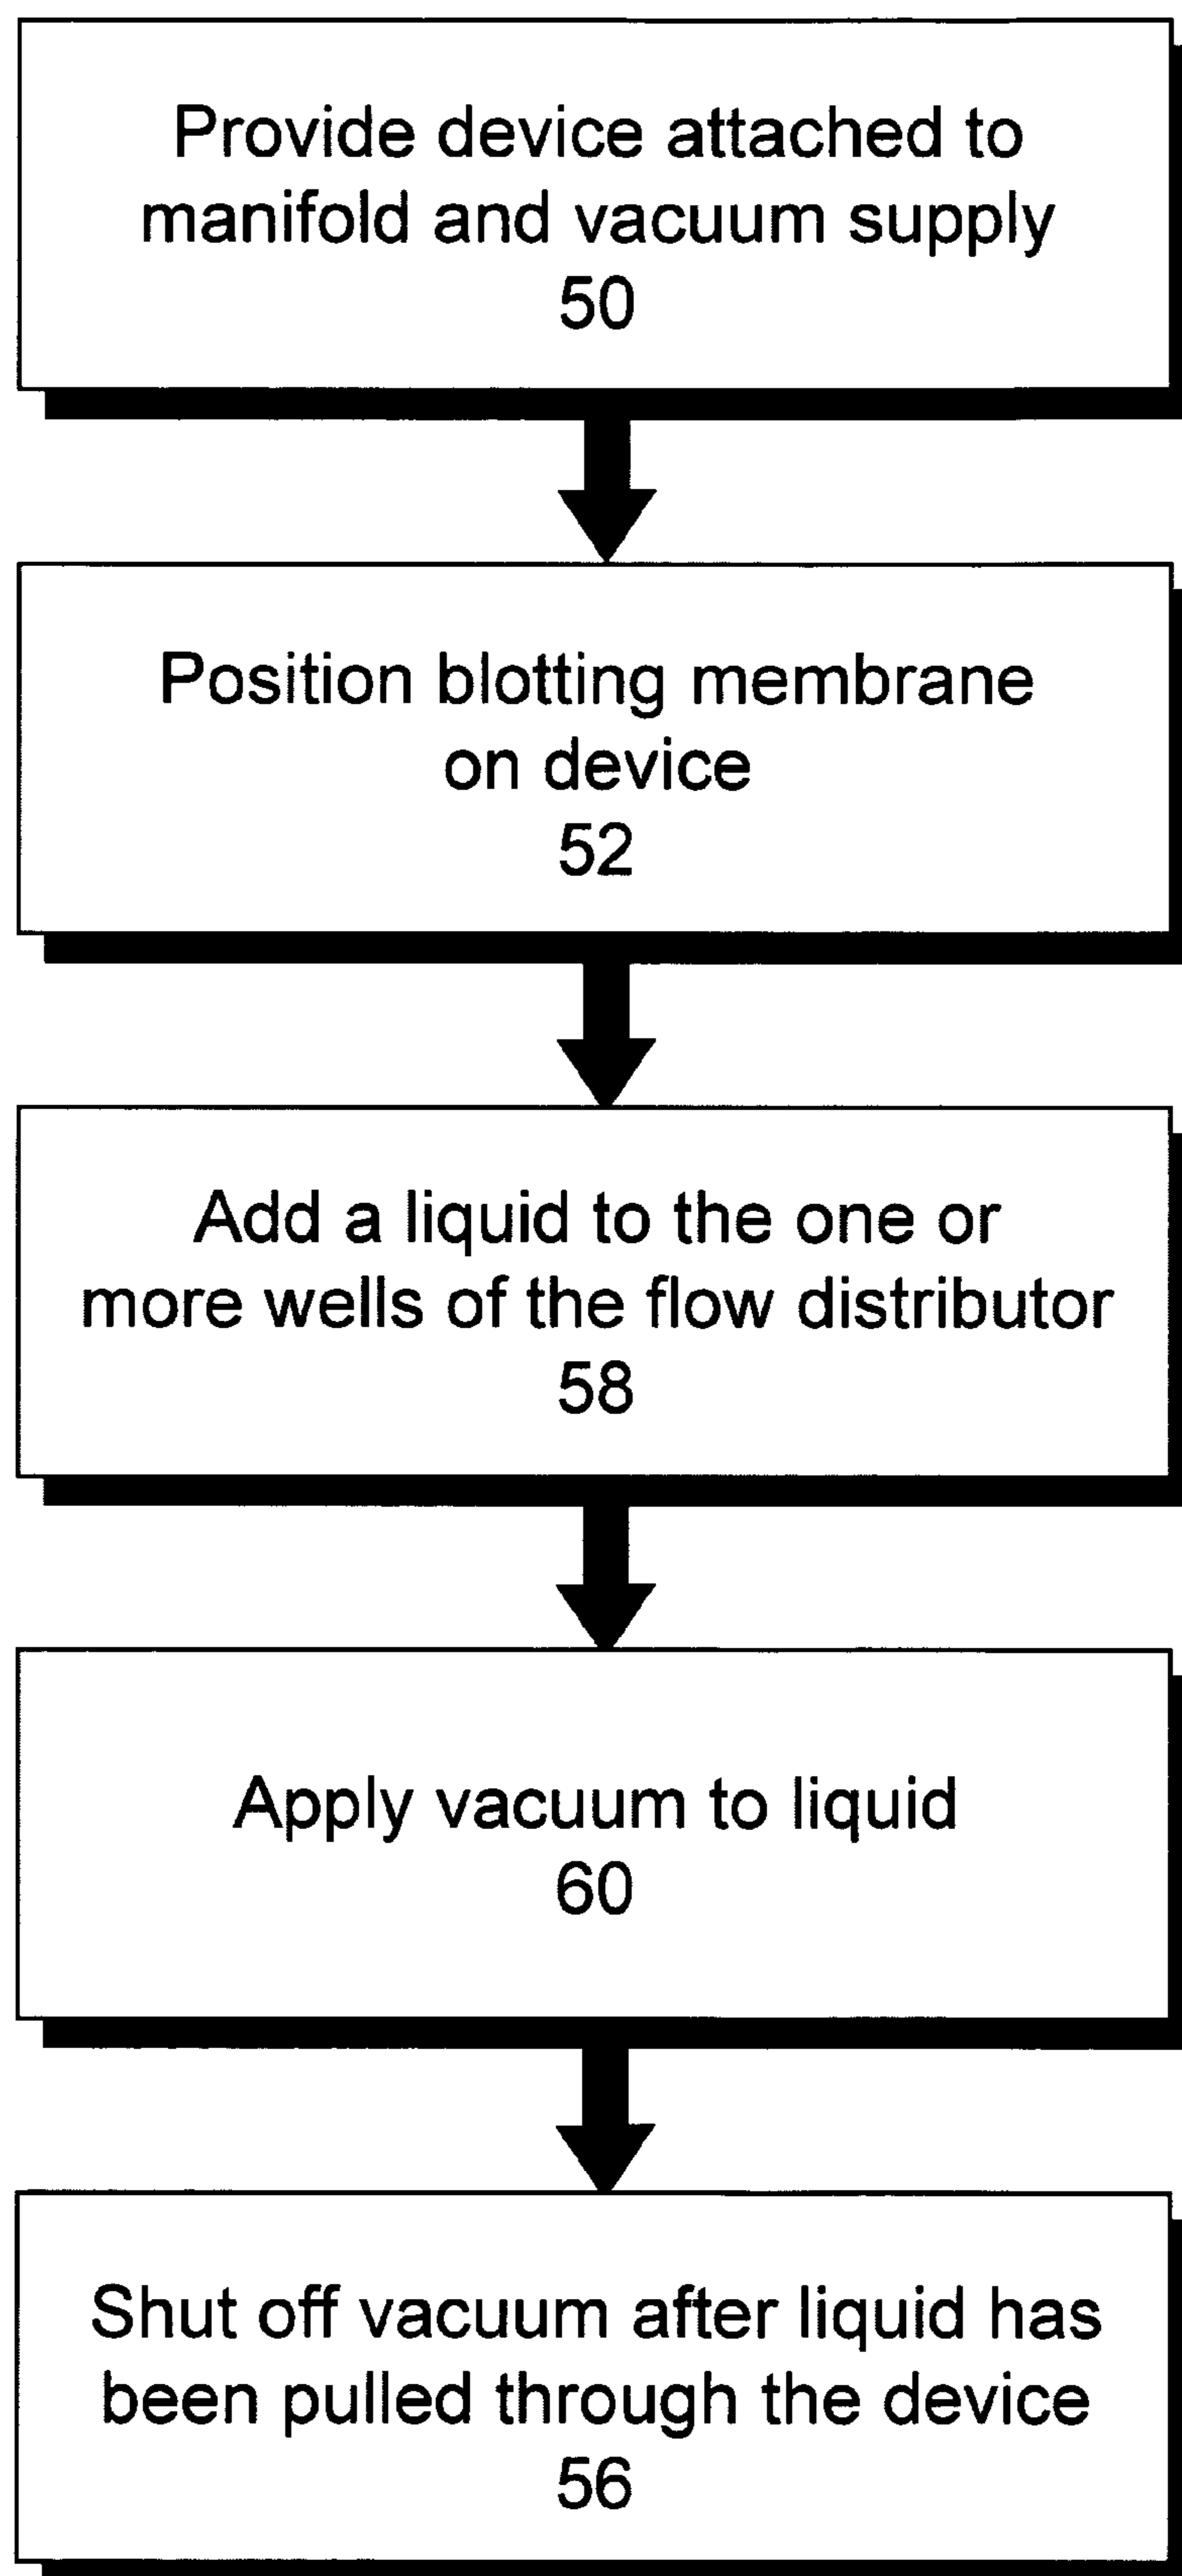 Provide device attached to
manifold and vacuum supply
50
Position blotting membrane
on device
52
Add a liquid to the one or
more wells of the flow distributor
58
Apply vacuum to liquid
60
Shut off vacuum after liquid has
been pulled through the device
56